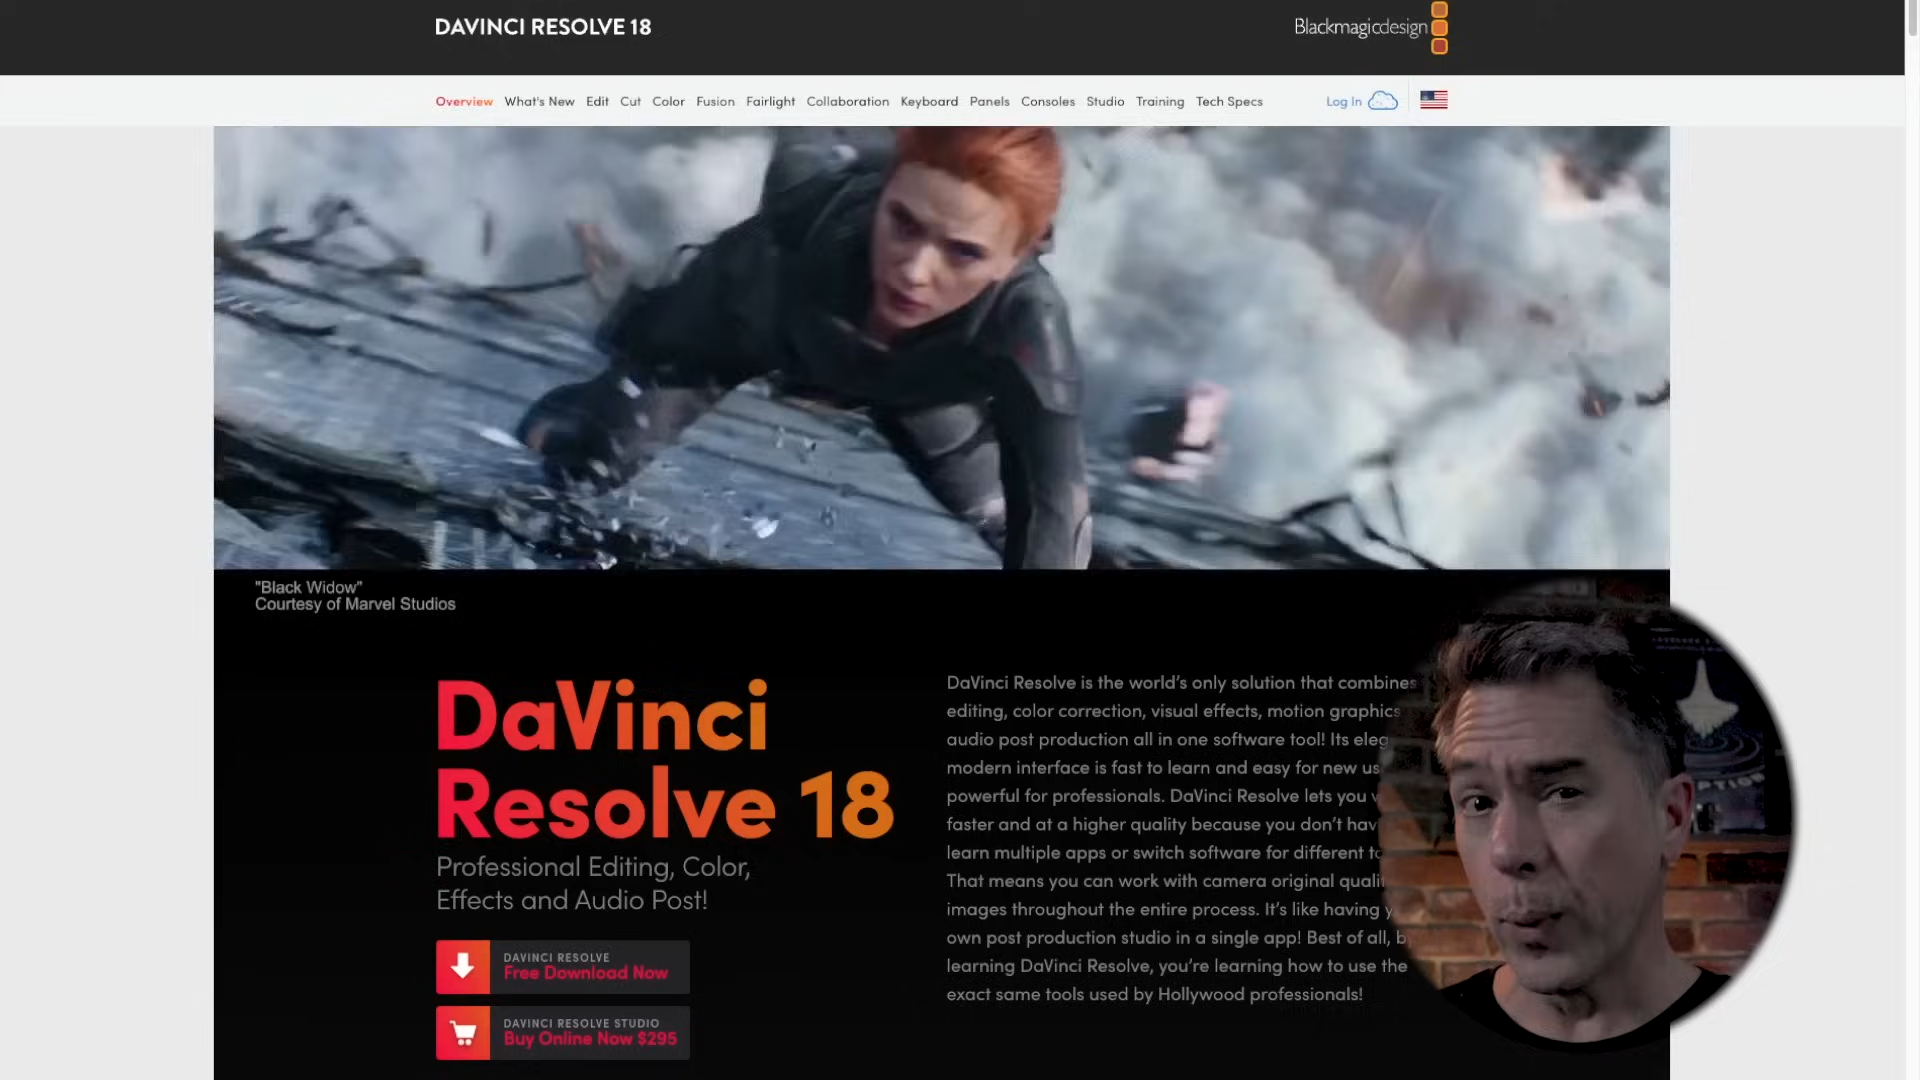 DAVINCI RESOLVE 18
Blackmagicdesign
Overview What's New Edit Cut Color Fusion Fairlight Collaboration Keyboard Panels Consoles Studio Training Tech Specs Log In
"Black Widow"
Courtesy of Marvel Studios
DaVinci
Resolve 18
Professional Editing, Color,
Effects and Audio Post!
DAVINCI RESOLVE
Free Download Now
DAVINCI RESOLVE STUDIO
Buy Online Now $295
DaVinci Resolve is the world's only solution that combines
editing, color correction, visual effects, motion graphics
audio post production all in one software tool! Its
modern interface is fast to learn and easy for new
powerful for professionals. DaVinci Resolve lets you
faster and at a higher quality because you don't
learn multiple apps or switch software for different
That means you can work with camera original
images throughout the entire process. It's like having
own post production studio in a single app! Best of all,
learning DaVinci Resolve, you're learning how to use the
exact same tools used by Hollywood professionals!